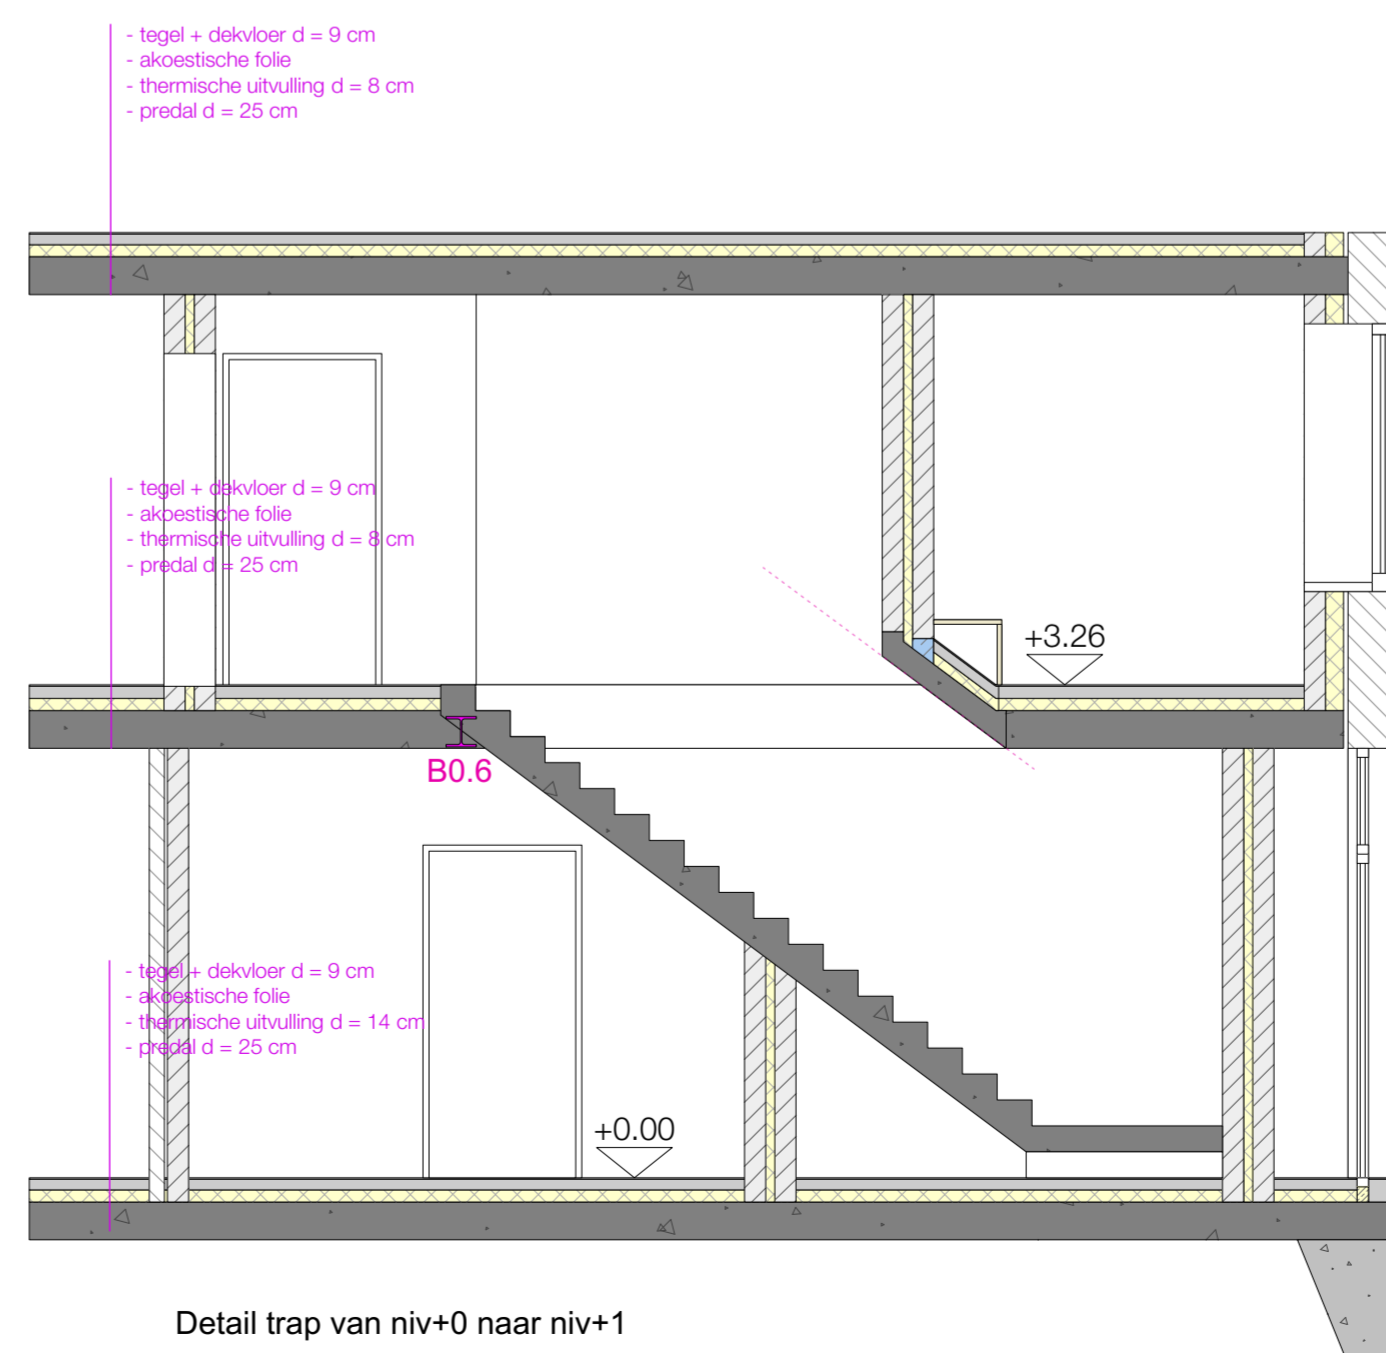 - tegel + dekvloer d = 9 cm
- akoestische folie
- thermische uitvulling d = 8 cm
- predal d = 25 cm
- tegel + dekvloer d = 9 cm
- akoestische folie
- thermische uitvulling d = 8 cm
- predal d = 25 cm
+3.26
B0.6
- tegel + dekvloer d = 9 cm
- akoestische folie
- thermische uitvulling d = 14 cm
- predal d = 25 cm
+0.00
Detail trap van niv+0 naar niv+1